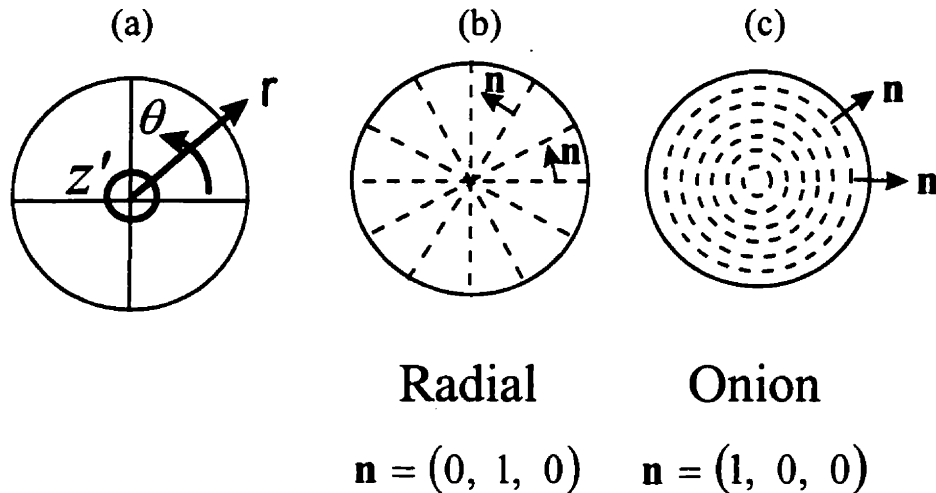 (a) (b) (c)
r
θ
z′
n
n
n
n
Radial Onion
n = (0, 1, 0) n = (1, 0, 0)